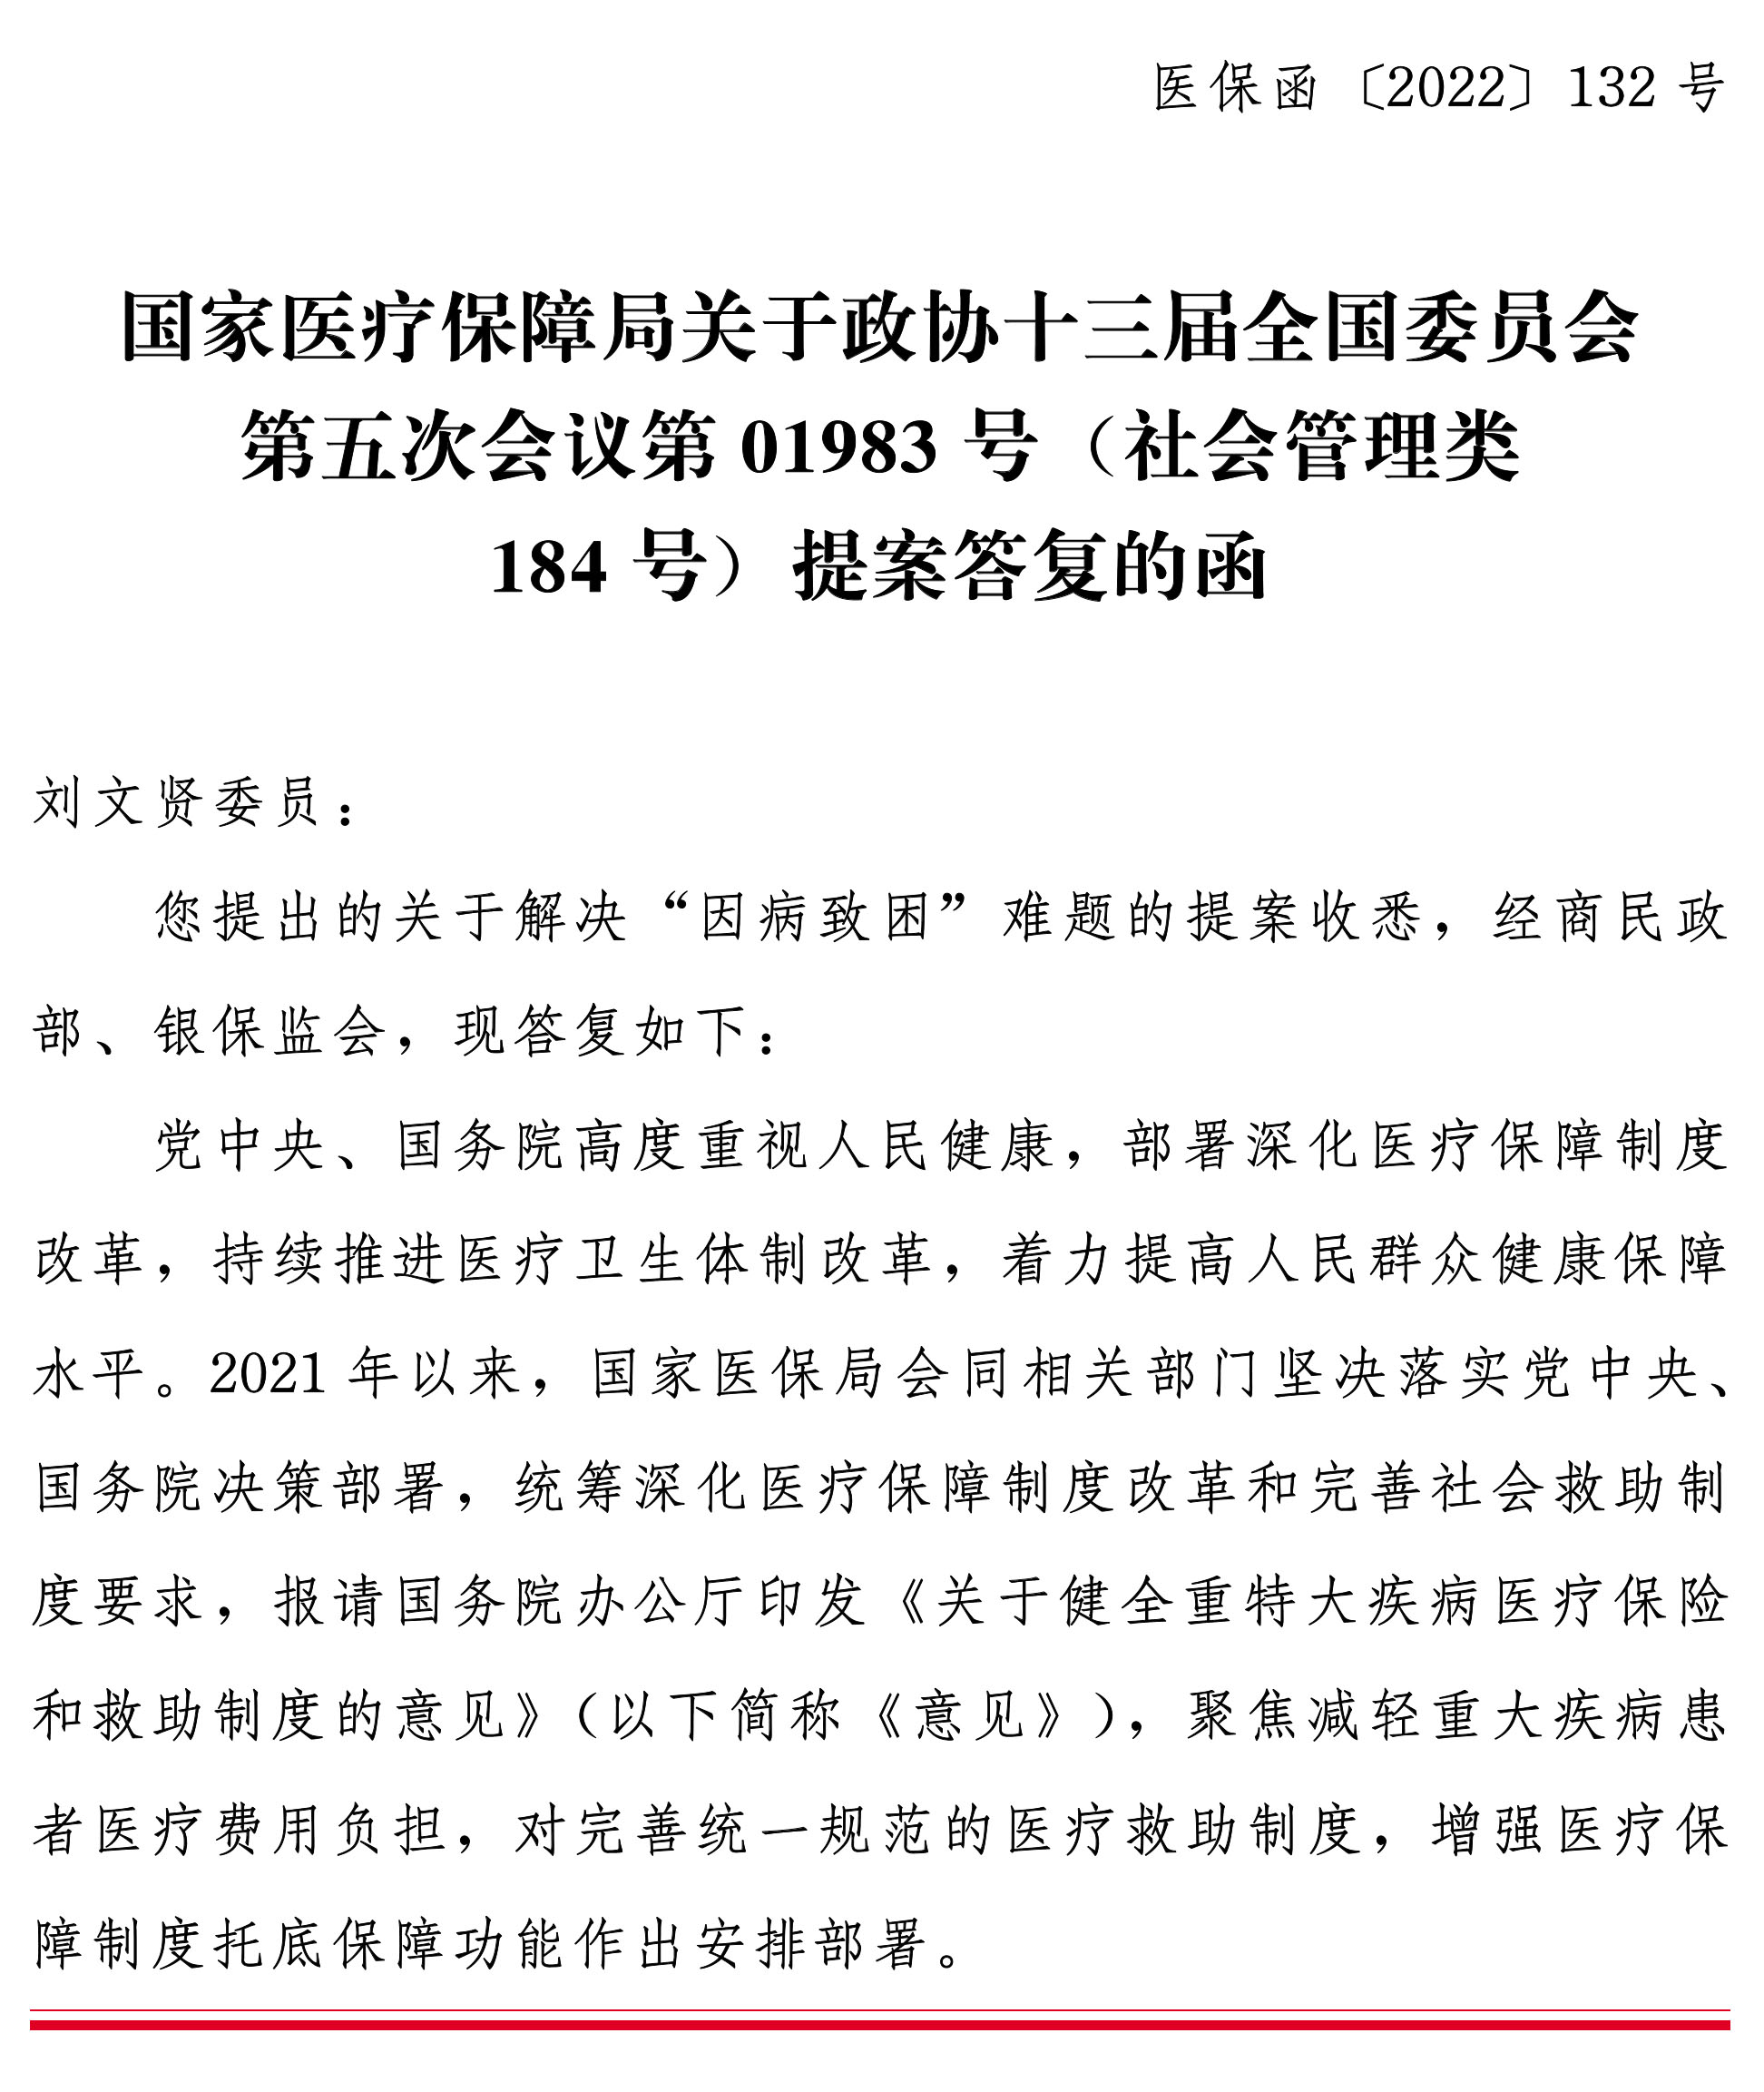 医保函〔2022〕132 号
国家医疗保障局关于政协十三届全国委员会
第五次会议第 01983 号（社会管理类
184 号）提案答复的函
刘文贤委员：
您提出的关于解决“因病致困”难题的提案收悉，经商民政
部、银保监会，现答复如下：
党中央、国务院高度重视人民健康，部署深化医疗保障制度
改革，持续推进医疗卫生体制改革，着力提高人民群众健康保障
水平。2021 年以来，国家医保局会同相关部门坚决落实党中央、
国务院决策部署，统筹深化医疗保障制度改革和完善社会救助制
度要求，报请国务院办公厅印发《关于健全重特大疾病医疗保险
和救助制度的意见》（以下简称《意见》），聚焦减轻重大疾病患
者医疗费用负担，对完善统一规范的医疗救助制度，增强医疗保
障制度托底保障功能作出安排部署。